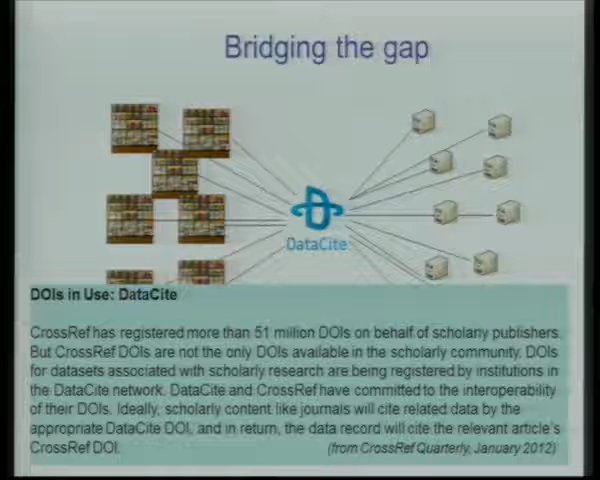 Bridging the gap
DataCite
DOIs in Use: DataCite
CrossRef has registered more than 51 million DOIs on behalf of scholarly publishers.
But CrossRef DOIs are not the only DOIs available in the scholarly community. DOIs
for datasets associated with scholarly research are being registered by institutions in
the DataCite network. DataCite and CrossRef have committed to the interoperability
of their DOIs. Ideally, scholarly content like journals will cite related data by the
appropriate DataCite DOI, and in return, the data record will cite the relevant article's
CrossRef DOI. (from CrossRef Quarterly, January 2012)